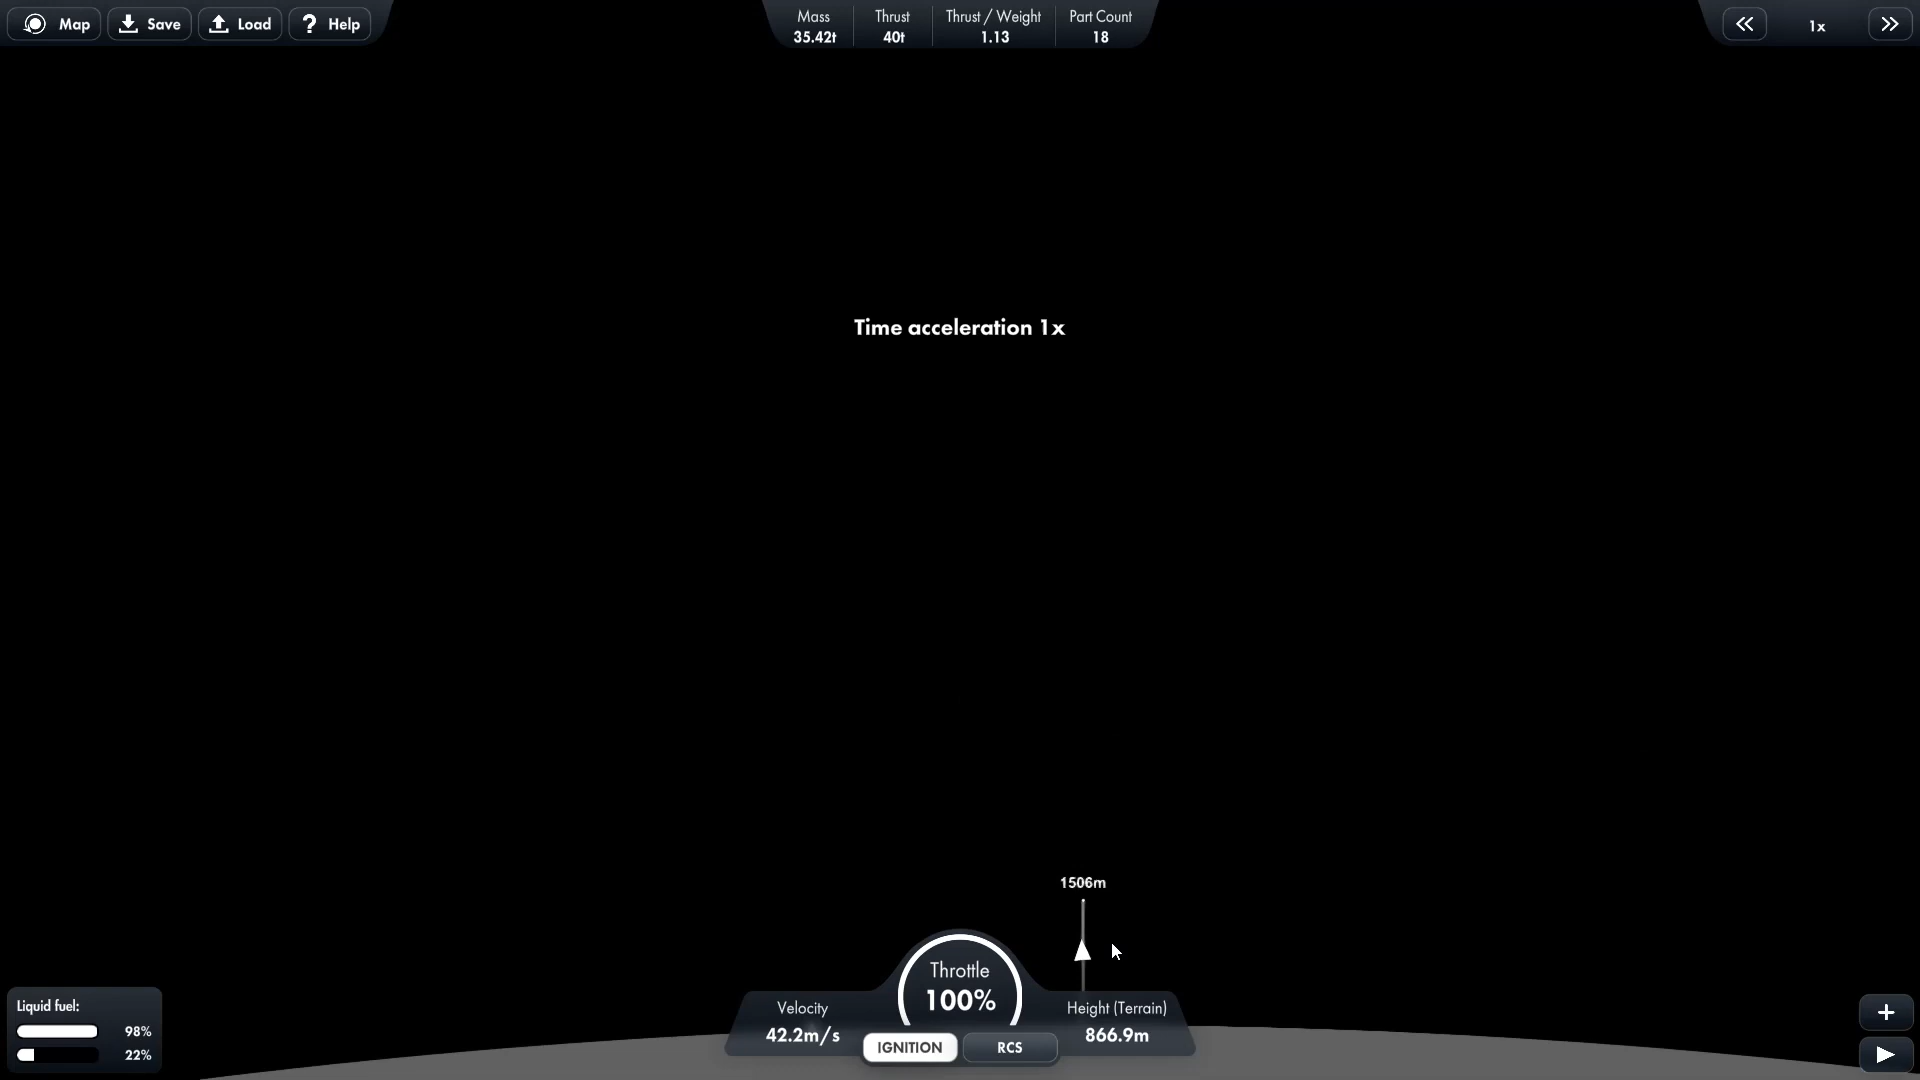 Map
Save
Load
Help
Mass
35.42t
Thrust
40t
Thrust / Weight
1.13
Part Count
18
1x
Time acceleration 1x
1506m
Throttle
100%
Velocity
42.2m/s
IGNITION
RCS
Height (Terrain)
866.9m
Liquid fuel:
98%
22%